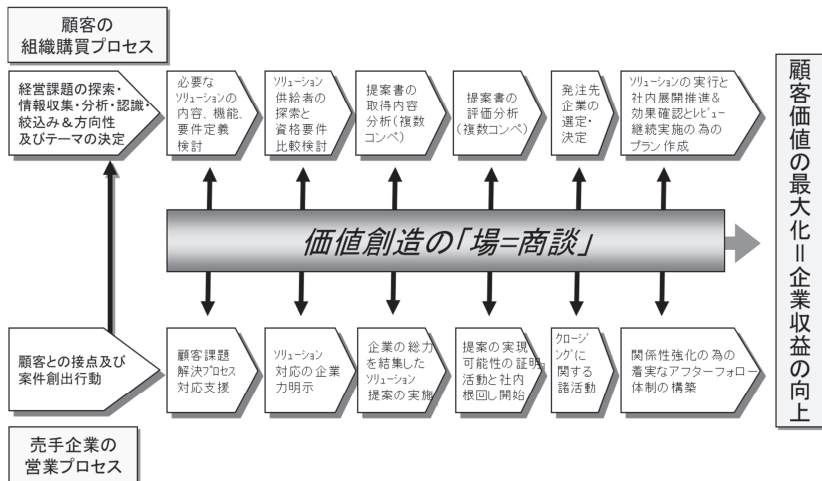 顧客の
組織購買プロセス
経営課題の探索・
情報収集・分析・認識・
絞込み＆方向性
及びテーマの決定
必要な
ソリューションの
内容、機能、
要件定義
検討
ソリューション
供給者の
探索と
資格要件
比較検討
提案書の
取得内容
分析(複数
コンペ)
提案書の
評価分析
(複数コンペ)
発注先
企業の
選定・
決定
ソリューションの実行と
社内展開推進＆
効果確認とレビュー
継続実施の為の
プラン作成
価値創造の「場=商談」
顧客との接点及び
案件創出行動
顧客課題
解決プロセス
対応支援
ソリューション
対応の企業
力明示
企業の総力
を結集した
ソリューション
提案の実施
提案の実現
可能性の証明
活動と社内
根回し開始
クロージ
ングに
関する
諸活動
関係性強化の為の
着実なアフターフォロー
体制の構築
売手企業の
営業プロセス
顧客価値の最大化＝企業収益の向上